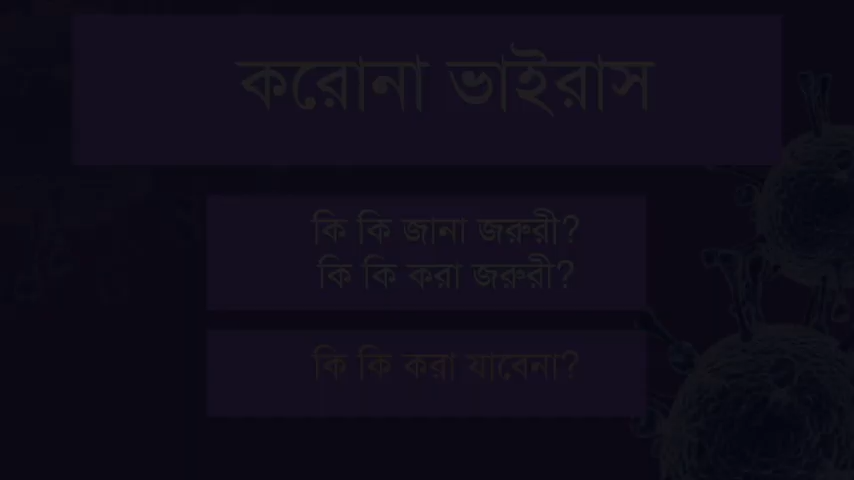 করোনা ভাইরাস
কি কি জানা জরুরী?
কি কি করা জরুরী?
কি কি করা যাবেনা?